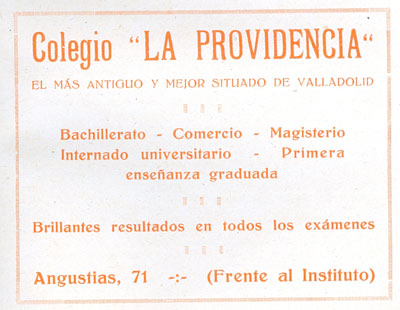 Colegio "LA PROVIDENCIA"
EL MÁS ANTIGUO Y MEJOR SITUADO DE VALLADOLID
Bachillerato - Comercio - Magisterio
Internado universitario - Primera
enseñanza graduada
Brillantes resultados en todos los exámenes
Angustias, 71 -:- (Frente al Instituto)